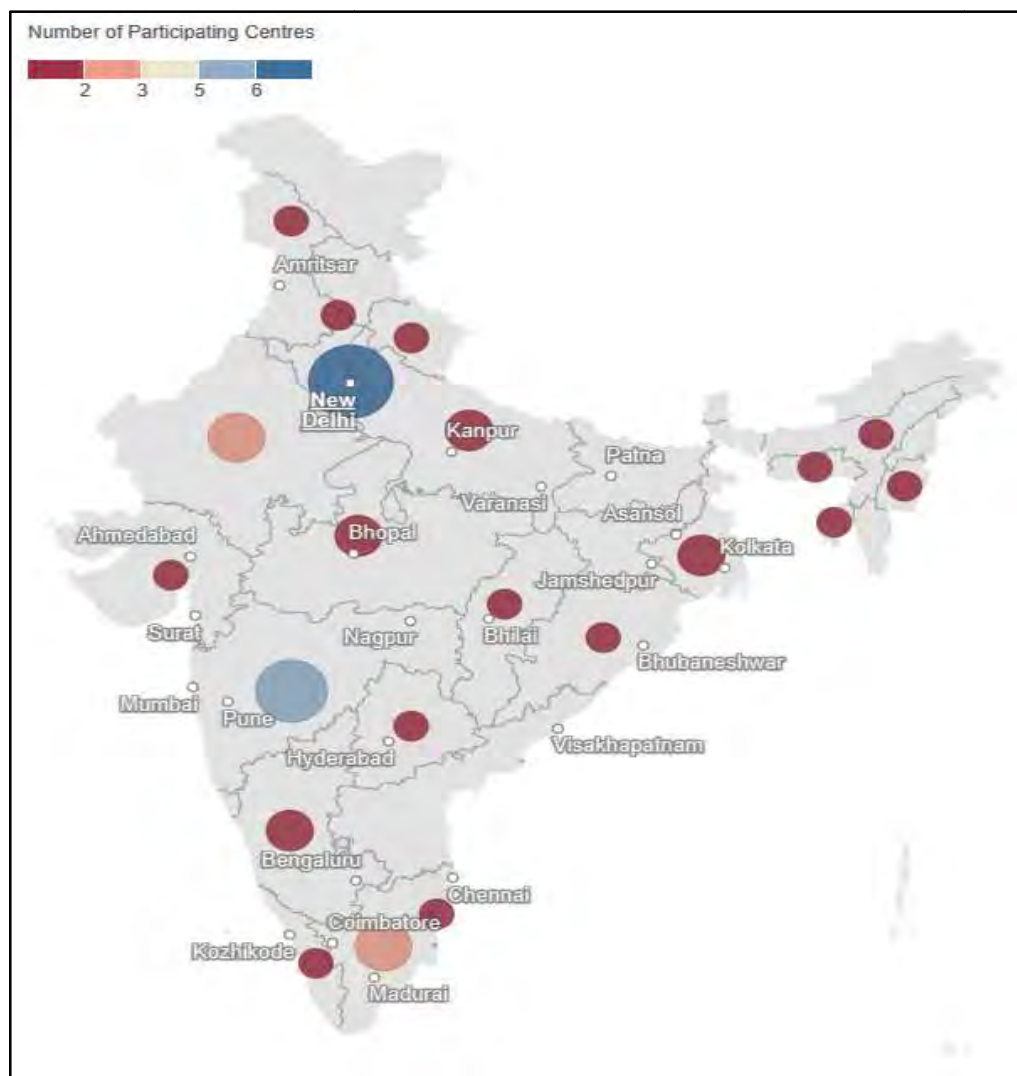 Number of Participating Centres
2 3 5 6
Amritsar
New
Delhi
Kanpur
Patna
Varanasi
Asansol
Ahmedabad
Bhopal
Kolkata
Jamshedpur
Surat
Nagpur
Bhilai
Bhubaneshwar
Mumbai
Pune
Hyderabad
Visakhapatnam
Bengaluru
Chennai
Coimbatore
Kozhikode
Madurai